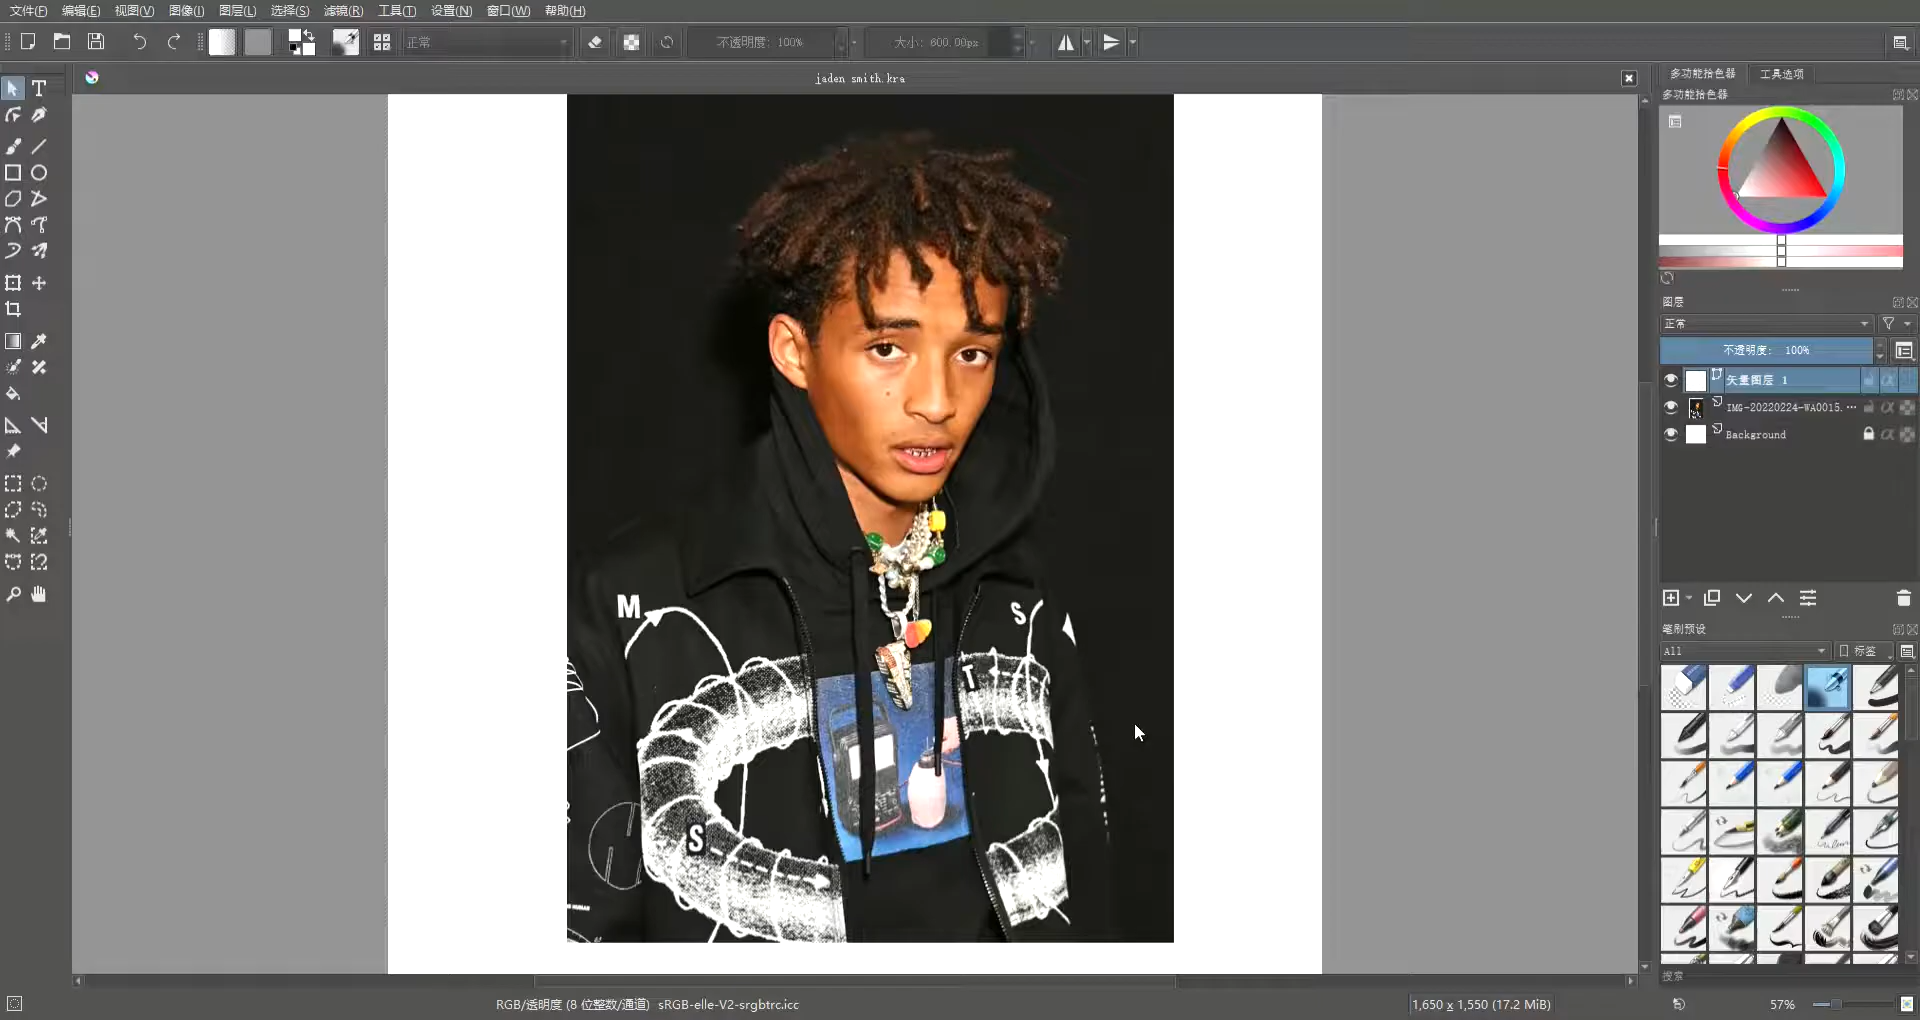 文件(F) 编辑(E) 视图(V) 图像(I) 图层(L) 选择(S) 滤镜(R) 工具(T) 设置(N) 窗口(W) 帮助(H)
正常 不透明度: 100% 大小: 600.00px
jaden smith.kra
多功能拾色器 工具选项
多功能拾色器
图层
正常
不透明度: 100%
矢量图层 1
IMG-20220224-WA0015. ···
Background
笔刷预设
All 标签
搜索
M
S
T
S
RGB/透明度 (8 位整数/通道) sRGB-elle-V2-srgbtrc.icc
1,650 x 1,550 (17.2 MiB)
57%